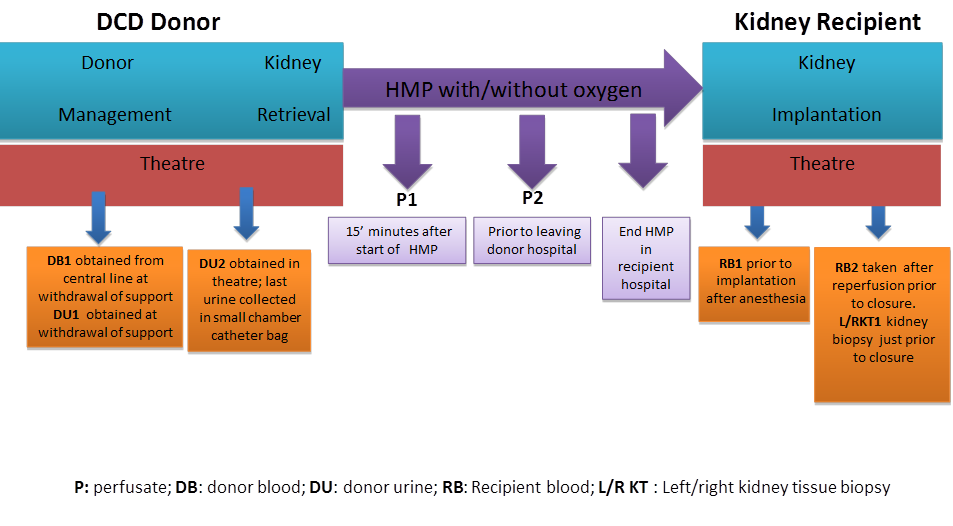 DCD Donor
Kidney Recipient
Donor
Management
Kidney
Retrieval
Theatre
HMP with/without oxygen
Kidney
Implantation
Theatre
P1
P2
DB1 obtained from
central line at
withdrawal of support
DU1 obtained at
withdrawal of support
DU2 obtained in
theatre; last
urine collected
in small chamber
catheter bag
15’ minutes after
start of HMP
Prior to leaving
donor hospital
End HMP
in
recipient
hospital
RB1 prior to
implantation
after anesthesia
RB2 taken after
reperfusion prior
to closure.
L/RKT1 kidney
biopsy just prior
to closure
P: perfusate; DB: donor blood; DU: donor urine; RB: Recipient blood; L/R KT : Left/right kidney tissue biopsy